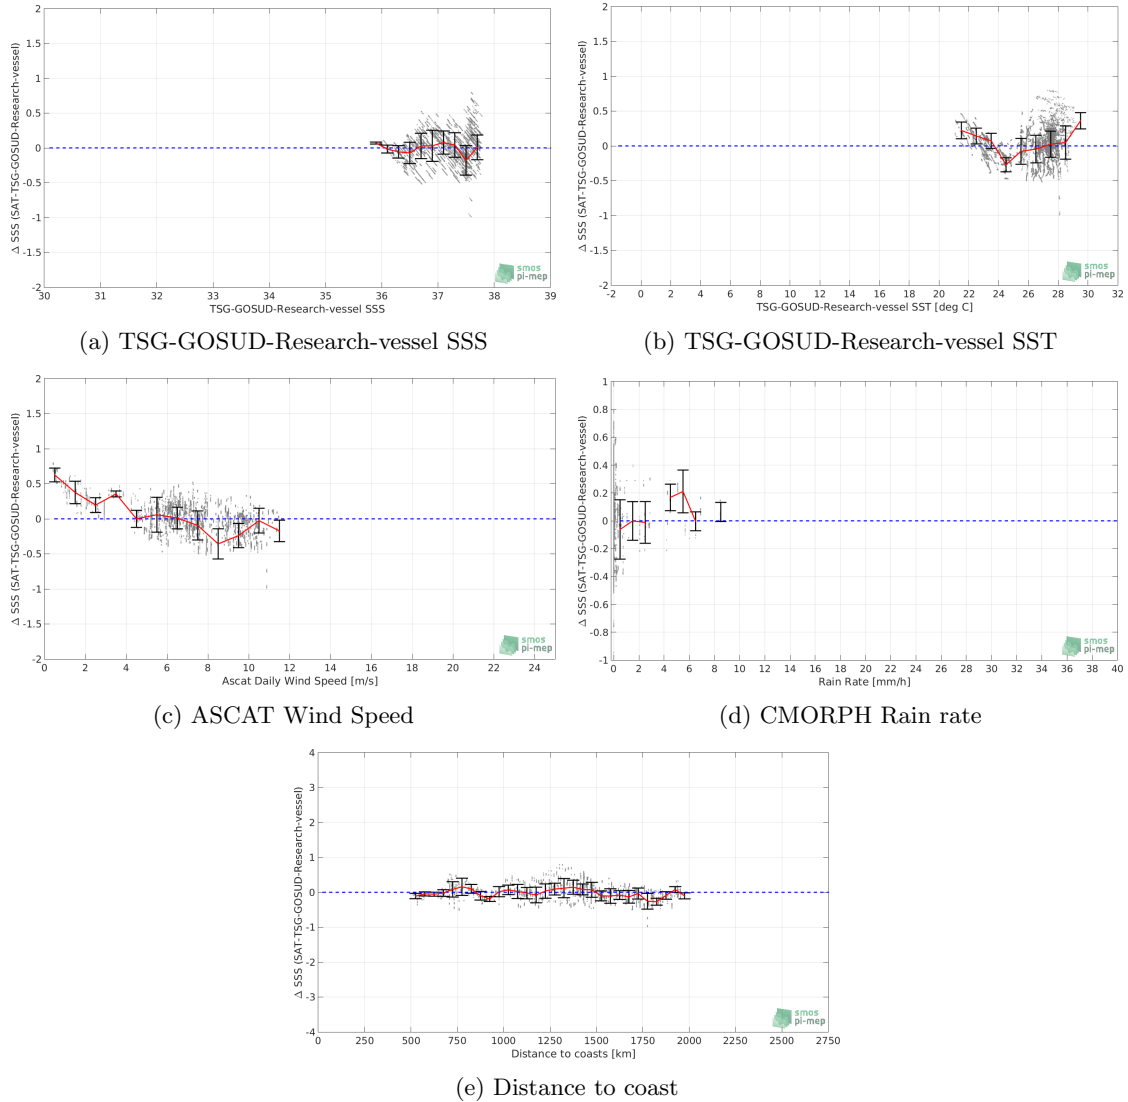 2
1.5
1
0.5
0
-0.5
-1
-1.5
-2
Δ SSS (SAT-TSG-GOSUD-Research-vessel)
30 31 32 33 34 35 36 37 38 39
TSG-GOSUD-Research-vessel SSS
smos
pi-mep
(a) TSG-GOSUD-Research-vessel SSS
2
1.5
1
0.5
0
-0.5
-1
-1.5
-2
Δ SSS (SAT-TSG-GOSUD-Research-vessel)
-2 0 2 4 6 8 10 12 14 16 18 20 22 24 26 28 30 32
TSG-GOSUD-Research-vessel SST [deg C]
smos
pi-mep
(b) TSG-GOSUD-Research-vessel SST
2
1.5
1
0.5
0
-0.5
-1
-1.5
-2
Δ SSS (SAT-TSG-GOSUD-Research-vessel)
0 2 4 6 8 10 12 14 16 18 20 22 24
Ascat Daily Wind Speed [m/s]
smos
pi-mep
(c) ASCAT Wind Speed
1
0.8
0.6
0.4
0.2
0
-0.2
-0.4
-0.6
-0.8
-1
Δ SSS (SAT-TSG-GOSUD-Research-vessel)
0 2 4 6 8 10 12 14 16 18 20 22 24 26 28 30 32 34 36 38 40
Rain Rate [mm/h]
smos
pi-mep
(d) CMORPH Rain rate
4
3
2
1
0
-1
-2
-3
-4
Δ SSS (SAT-TSG-GOSUD-Research-vessel)
0 250 500 750 1000 1250 1500 1750 2000 2250 2500 2750
Distance to coasts [km]
smos
pi-mep
(e) Distance to coast